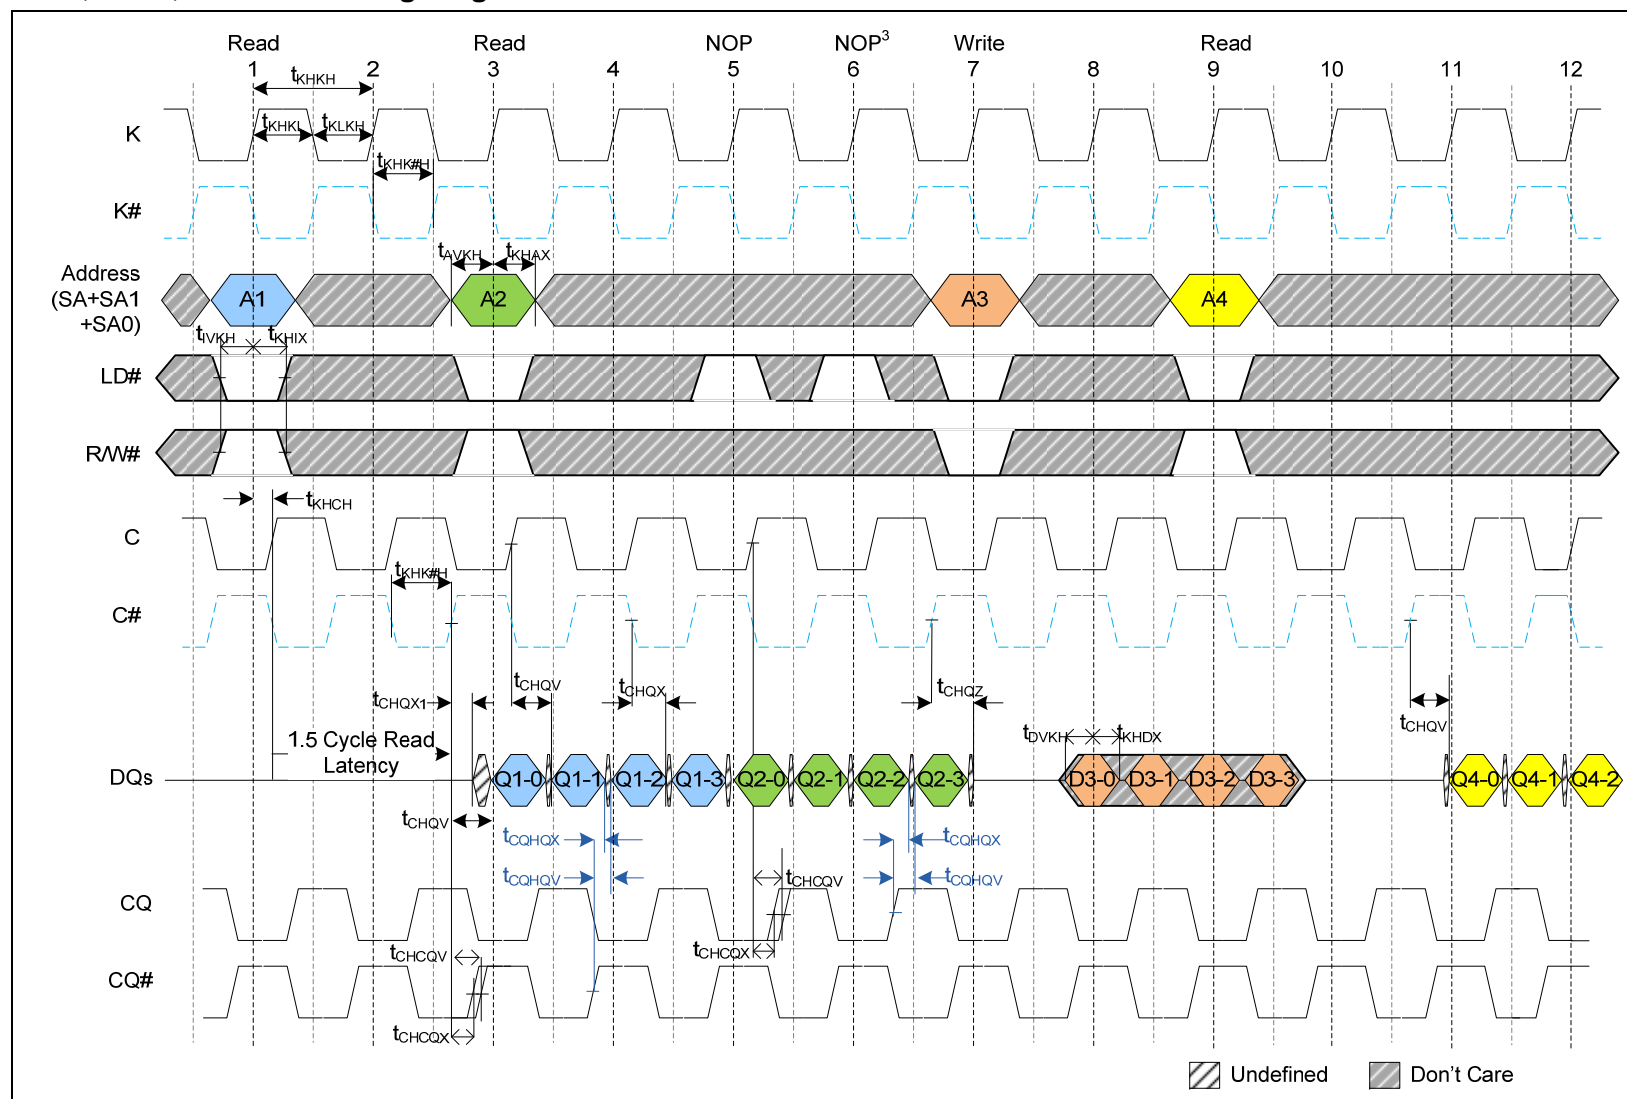 Read Read NOP NOP3 Write Read
1 2 3 4 5 6 7 8 9 10 11 12
tKHKH
K
tKHKL tKLKH
tKHK#H
K#
tAVKH tKHAX
Address
(SA+SA1
+SA0)
A1 A2 A3 A4
tIVKH tKHIX
LD#
R/W#
tKHCH
C
tKHK#H
C#
tCHQX1 tCHQV tCHQX tCHQZ tCHQV
1.5 Cycle Read
Latency
tDVKH tKHDX
DQs
Q1-0 Q1-1 Q1-2 Q1-3 Q2-0 Q2-1 Q2-2 Q2-3 D3-0 D3-1 D3-2 D3-3 Q4-0 Q4-1 Q4-2
tCHQV
tCQHQX tCQHQX
tCQHQV tCHCQV tCQHQV
CQ
tCHCQV tCHCQX
CQ#
tCHCQX
Undefined Don't Care